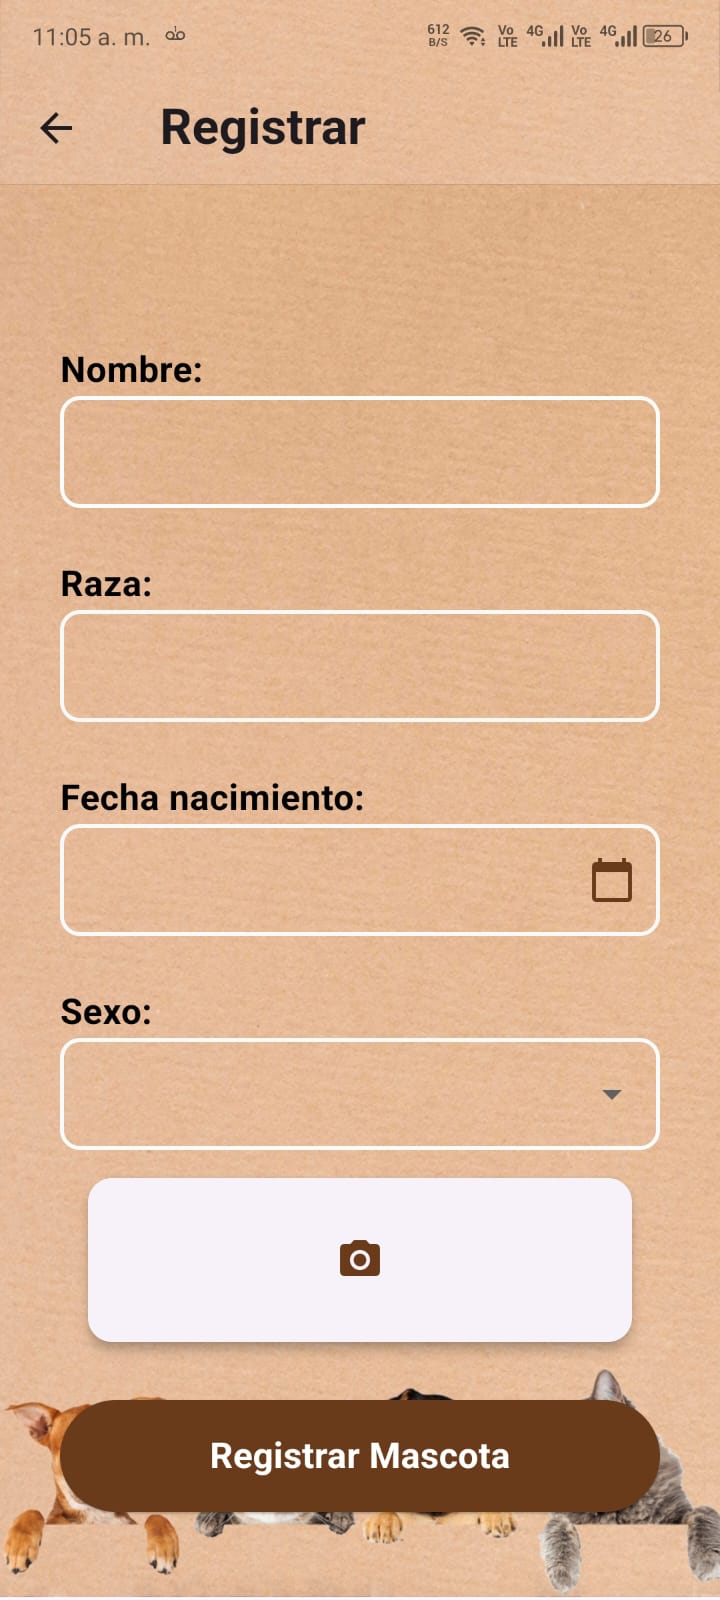 11:05 a. m.
612 B/S Vo LTE 4G Vo LTE 4G 26
Registrar
Nombre:
Raza:
Fecha nacimiento:
Sexo:
Registrar Mascota